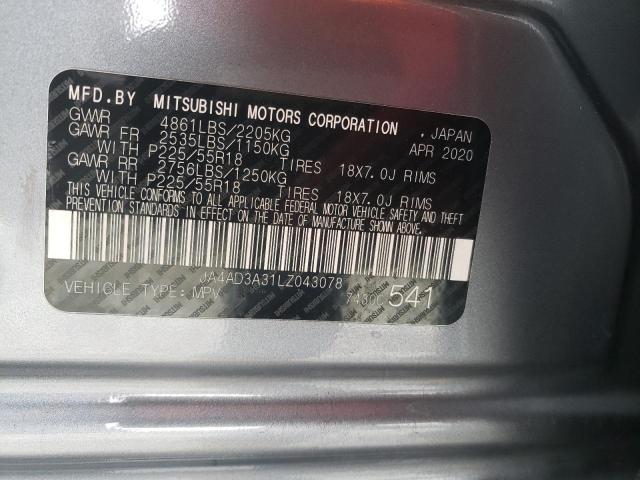 MFD.BY MITSUBISHI MOTORS CORPORATION , JAPAN
GVWR 4861LBS/2205KG APR 2020
GAWR FR 2535LBS/1150KG
WITH P225/55R18 TIRES 18X7.0J RIMS
GAWR RR 2756LBS/1250KG
WITH P225/55R18 TIRES 18X7.0J RIMS
THIS VEHICLE CONFORMS TO ALL APPLICABLE FEDERAL MOTOR VEHICLE SAFETY AND THEFT
PREVENTION STANDARDS IN EFFECT ON THE DATE OF MANUFACTURE SHOWN ABOVE.
JA4AD3A31LZ043078
VEHICLE TYPE: MPV 541